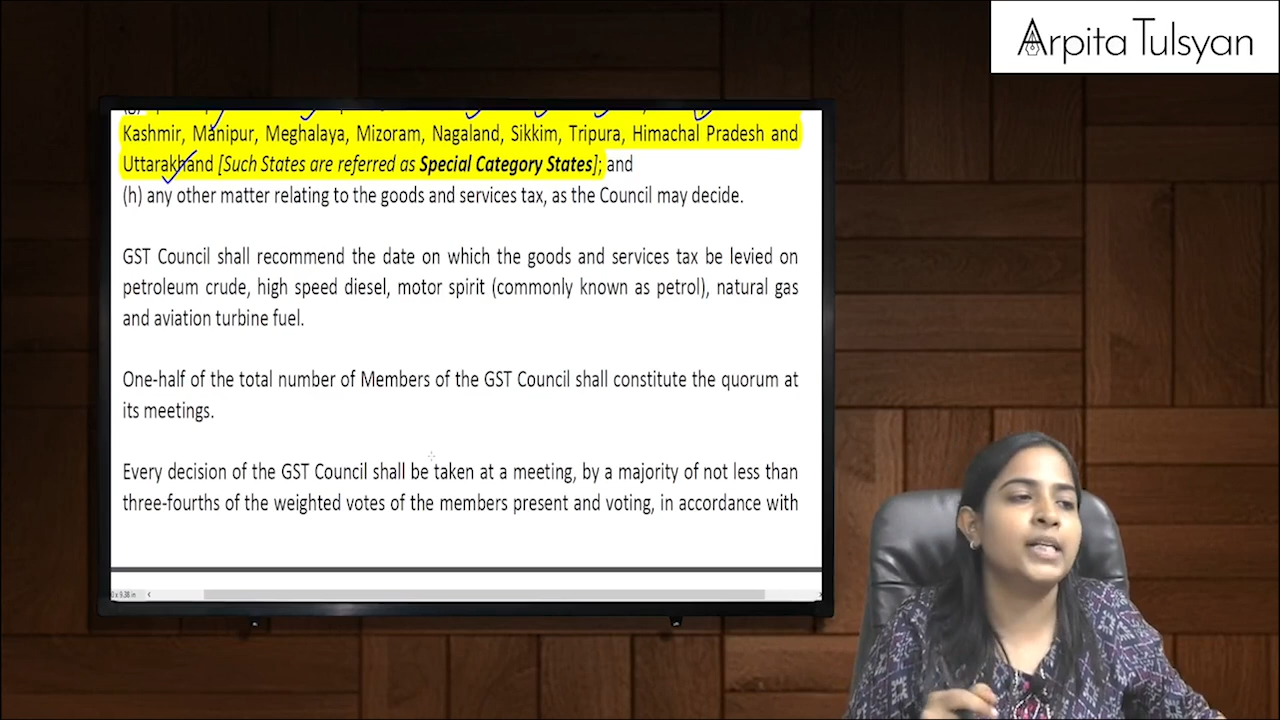 Arpita Tulsyan
Kashmir, Manipur, Meghalaya, Mizoram, Nagaland, Sikkim, Tripura, Himachal Pradesh and
Uttarakhand [Such States are referred as Special Category States]; and
(h) any other matter relating to the goods and services tax, as the Council may decide.
GST Council shall recommend the date on which the goods and services tax be levied on
petroleum crude, high speed diesel, motor spirit (commonly known as petrol), natural gas
and aviation turbine fuel.
One-half of the total number of Members of the GST Council shall constitute the quorum at
its meetings.
Every decision of the GST Council shall be taken at a meeting, by a majority of not less than
three-fourths of the weighted votes of the members present and voting, in accordance with